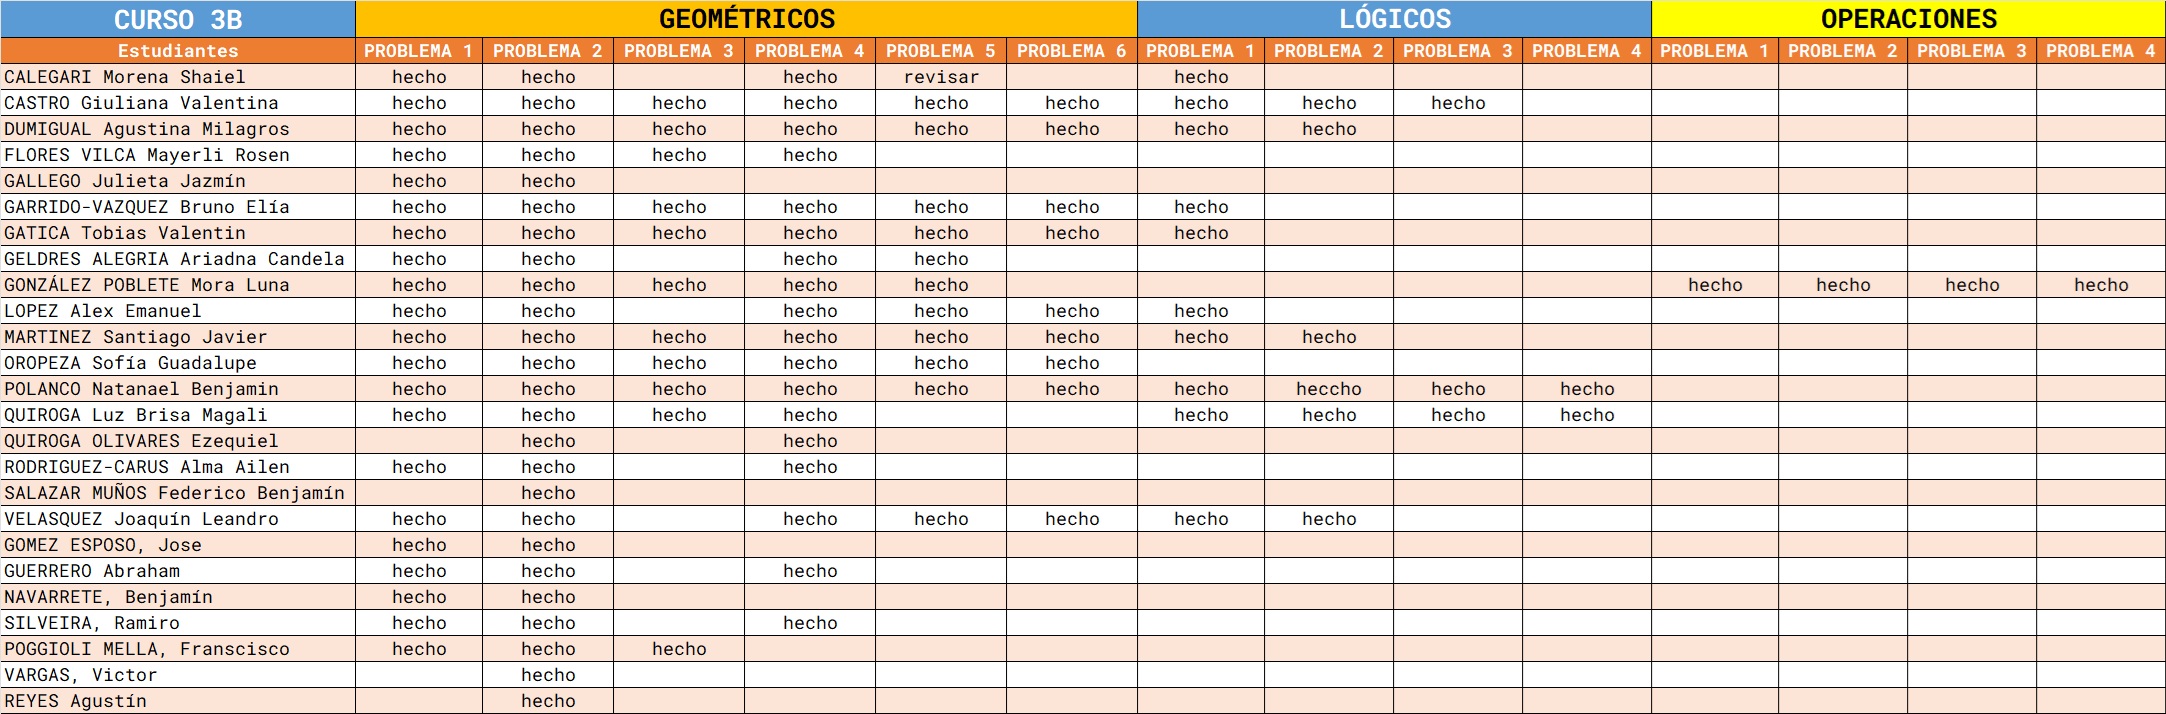 CURSO 3B GEOMÉTRICOS LÓGICOS OPERACIONES
Estudiantes PROBLEMA 1 PROBLEMA 2 PROBLEMA 3 PROBLEMA 4 PROBLEMA 5 PROBLEMA 6 PROBLEMA 1 PROBLEMA 2 PROBLEMA 3 PROBLEMA 4 PROBLEMA 1 PROBLEMA 2 PROBLEMA 3 PROBLEMA 4
CALEGARI Morena Shaiel hecho hecho hecho revisar hecho
CASTRO Giuliana Valentina hecho hecho hecho hecho hecho hecho hecho hecho hecho
DUMIGUAL Agustina Milagros hecho hecho hecho hecho hecho hecho hecho hecho
FLORES VILCA Mayerli Rosen hecho hecho hecho hecho
GALLEGO Julieta Jazmín hecho hecho
GARRIDO-VAZQUEZ Bruno Elía hecho hecho hecho hecho hecho hecho hecho
GATICA Tobias Valentin hecho hecho hecho hecho hecho hecho hecho
GELDRES ALEGRIA Ariadna Candela hecho hecho hecho hecho
GONZÁLEZ POBLETE Mora Luna hecho hecho hecho hecho hecho hecho hecho hecho hecho
LOPEZ Alex Emanuel hecho hecho hecho hecho hecho hecho
MARTINEZ Santiago Javier hecho hecho hecho hecho hecho hecho hecho hecho
OROPEZA Sofía Guadalupe hecho hecho hecho hecho hecho hecho
POLANCO Natanael Benjamin hecho hecho hecho hecho hecho hecho hecho heccho hecho hecho
QUIROGA Luz Brisa Magali hecho hecho hecho hecho hecho hecho hecho hecho
QUIROGA OLIVARES Ezequiel hecho hecho
RODRIGUEZ-CARUS Alma Ailen hecho hecho hecho
SALAZAR MUÑOS Federico Benjamín hecho
VELASQUEZ Joaquín Leandro hecho hecho hecho hecho hecho hecho hecho
GOMEZ ESPOSO, Jose hecho hecho
GUERRERO Abraham hecho hecho hecho
NAVARRETE, Benjamín hecho hecho
SILVEIRA, Ramiro hecho hecho hecho
POGGIOLI MELLA, Franscisco hecho hecho hecho
VARGAS, Victor hecho
REYES Agustín hecho